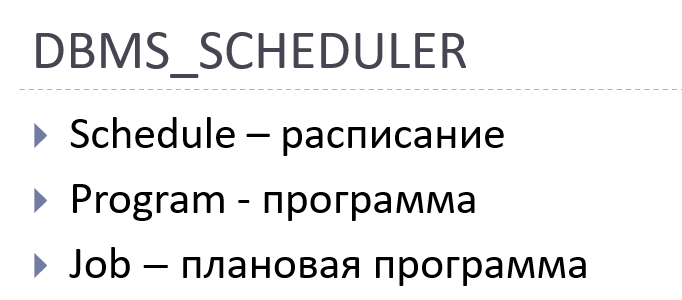 DBMS_SCHEDULER
Schedule – расписание
Program - программа
Job – плановая программа